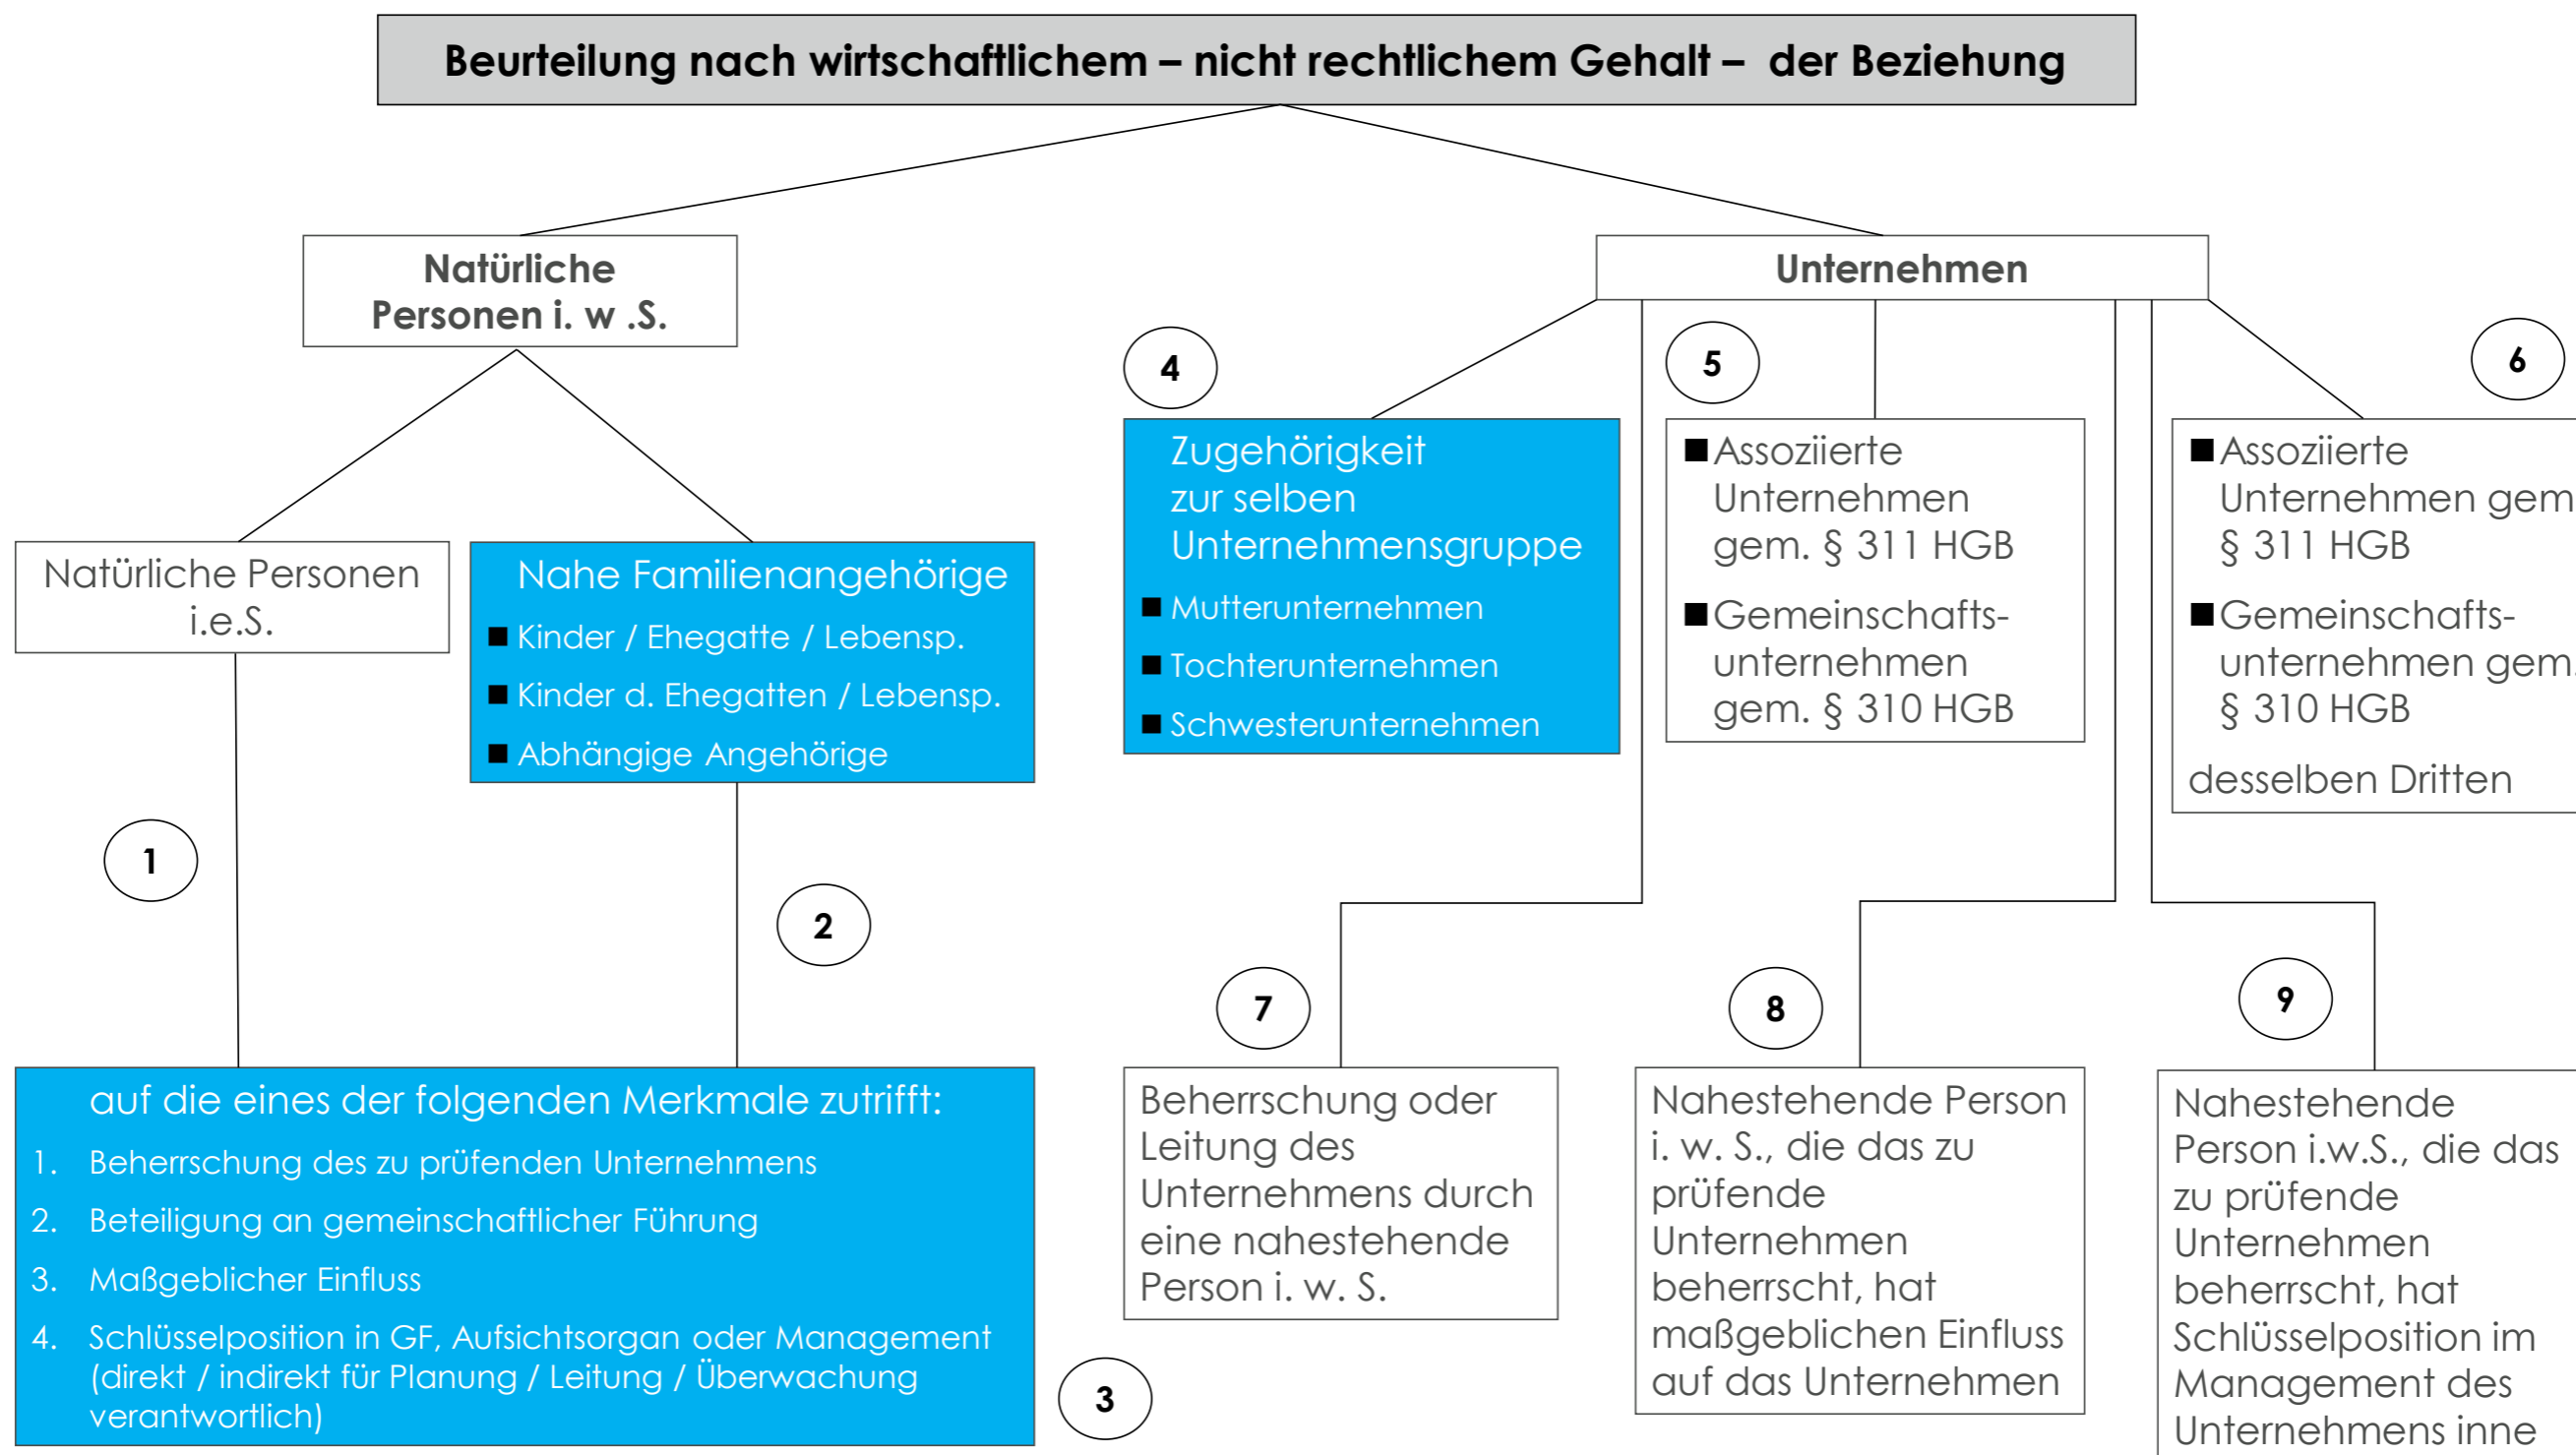 Beurteilung nach wirtschaftlichem – nicht rechtlichem Gehalt – der Beziehung
Natürliche
Personen i. w .S.
Unternehmen
4
5
6
Natürliche Personen
i.e.S.
Nahe Familienangehörige
■ Kinder / Ehegatte / Lebensp.
■ Kinder d. Ehegatten / Lebensp.
■ Abhängige Angehörige
Zugehörigkeit
zur selben
Unternehmensgruppe
■ Mutterunternehmen
■ Tochterunternehmen
■ Schwesterunternehmen
■ Assoziierte
Unternehmen
gem. § 311 HGB
■ Gemeinschafts-
unternehmen
gem. § 310 HGB
■ Assoziierte
Unternehmen gem
§ 311 HGB
■ Gemeinschafts-
unternehmen gem.
§ 310 HGB
desselben Dritten
1
2
7
8
9
auf die eines der folgenden Merkmale zutrifft:
1. Beherrschung des zu prüfenden Unternehmens
2. Beteiligung an gemeinschaftlicher Führung
3. Maßgeblicher Einfluss
4. Schlüsselposition in GF, Aufsichtsorgan oder Management
(direkt / indirekt für Planung / Leitung / Überwachung
verantwortlich)
3
Beherrschung oder
Leitung des
Unternehmens durch
eine nahestehende
Person i. w. S.
Nahestehende Person
i. w. S., die das zu
prüfende
Unternehmen
beherrscht, hat
maßgeblichen Einfluss
auf das Unternehmen
Nahestehende
Person i.w.S., die das
zu prüfende
Unternehmen
beherrscht, hat
Schlüsselposition im
Management des
Unternehmens inne